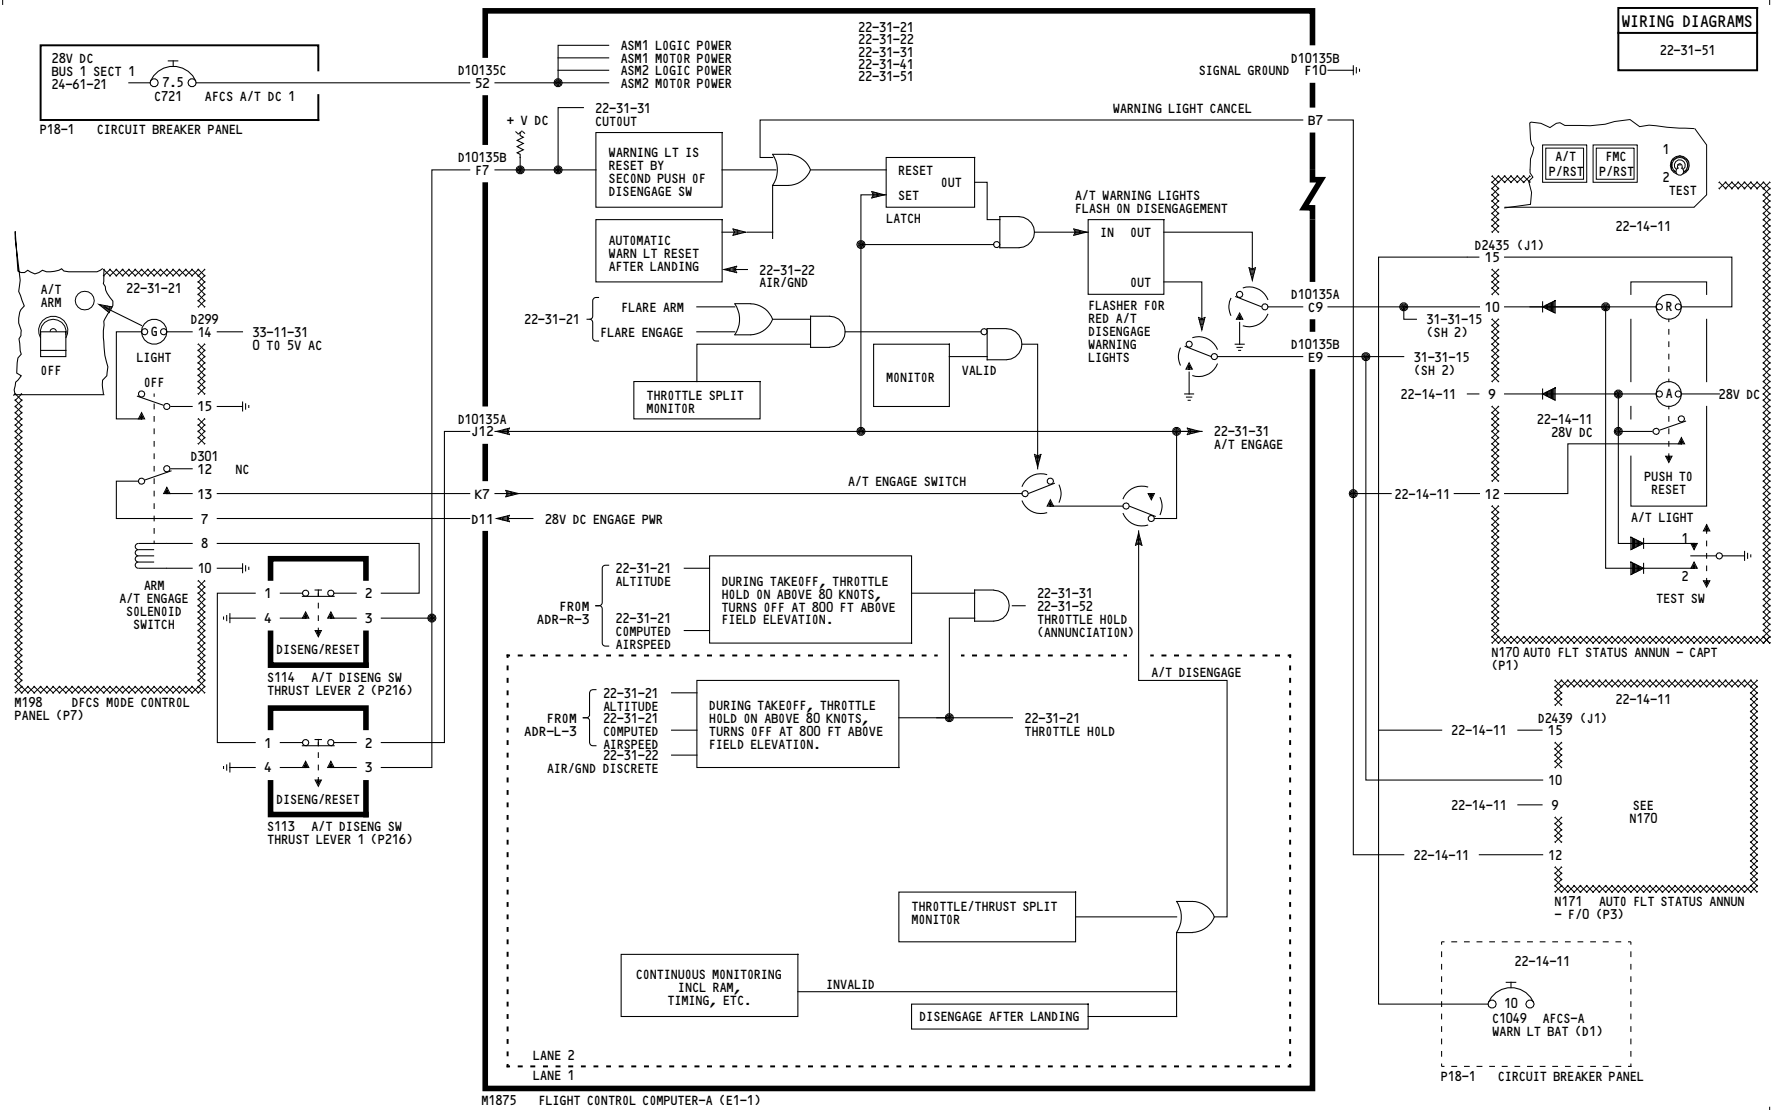 WIRING DIAGRAMS
22-31-51
28V DC
BUS 1 SECT 1
24-61-21
7.5
C721
AFCS A/T DC 1
P18-1 CIRCUIT BREAKER PANEL
D10135C
52
ASM1 LOGIC POWER
ASM1 MOTOR POWER
ASM2 LOGIC POWER
ASM2 MOTOR POWER
22-31-21
22-31-22
22-31-31
22-31-41
22-31-51
SIGNAL GROUND
D10135B
F10
+ V DC
22-31-31
CUTOUT
WARNING LIGHT CANCEL
B7
D10135B
F7
WARNING LT IS
RESET BY
SECOND PUSH OF
DISENGAGE SW
AUTOMATIC
WARN LT RESET
AFTER LANDING
22-31-22
AIR/GND
RESET
OUT
SET
LATCH
A/T WARNING LIGHTS
FLASH ON DISENGAGEMENT
IN OUT
OUT
FLASHER FOR
RED A/T
DISENGAGE
WARNING
LIGHTS
22-31-21
FLARE ARM
FLARE ENGAGE
THROTTLE SPLIT
MONITOR
MONITOR
VALID
D10135A
C9
D10135B
E9
31-31-15
(SH 2)
31-31-15
(SH 2)
A/T
P/RST
FMC
P/RST
1
2
TEST
22-14-11
D2435 (J1)
15
10
R
22-14-11
9
A
28V DC
22-14-11
28V DC
22-14-11
12
PUSH TO
RESET
A/T LIGHT
1
2
TEST SW
N170 AUTO FLT STATUS ANNUN - CAPT
(P1)
A/T
ARM
OFF
22-31-21
G
LIGHT
D299
14
33-11-31
0 TO 5V AC
OFF
15
D301
12
NC
13
7
8
10
ARM
A/T ENGAGE
SOLENOID
SWITCH
M198 DFCS MODE CONTROL
PANEL (P7)
D10135A
J12
22-31-31
A/T ENGAGE
K7
A/T ENGAGE SWITCH
D11
28V DC ENGAGE PWR
1
2
4
3
DISENG/RESET
S114 A/T DISENG SW
THRUST LEVER 2 (P216)
1
2
4
3
DISENG/RESET
S113 A/T DISENG SW
THRUST LEVER 1 (P216)
FROM
ADR-R-3
22-31-21
ALTITUDE
22-31-21
COMPUTED
AIRSPEED
DURING TAKEOFF, THROTTLE
HOLD ON ABOVE 80 KNOTS,
TURNS OFF AT 800 FT ABOVE
FIELD ELEVATION.
22-31-31
22-31-52
THROTTLE HOLD
(ANNUNCIATION)
A/T DISENGAGE
FROM
ADR-L-3
22-31-21
ALTITUDE
22-31-21
COMPUTED
AIRSPEED
22-31-22
AIR/GND DISCRETE
DURING TAKEOFF, THROTTLE
HOLD ON ABOVE 80 KNOTS,
TURNS OFF AT 800 FT ABOVE
FIELD ELEVATION.
22-31-21
THROTTLE HOLD
THROTTLE/THRUST SPLIT
MONITOR
CONTINUOUS MONITORING
INCL RAM,
TIMING, ETC.
INVALID
DISENGAGE AFTER LANDING
LANE 2
LANE 1
M1875 FLIGHT CONTROL COMPUTER-A (E1-1)
22-14-11
D2439 (J1)
22-14-11
15
10
22-14-11
9
22-14-11
12
SEE
N170
N171 AUTO FLT STATUS ANNUN
- F/O (P3)
22-14-11
10
C1049 AFCS-A
WARN LT BAT (D1)
P18-1 CIRCUIT BREAKER PANEL